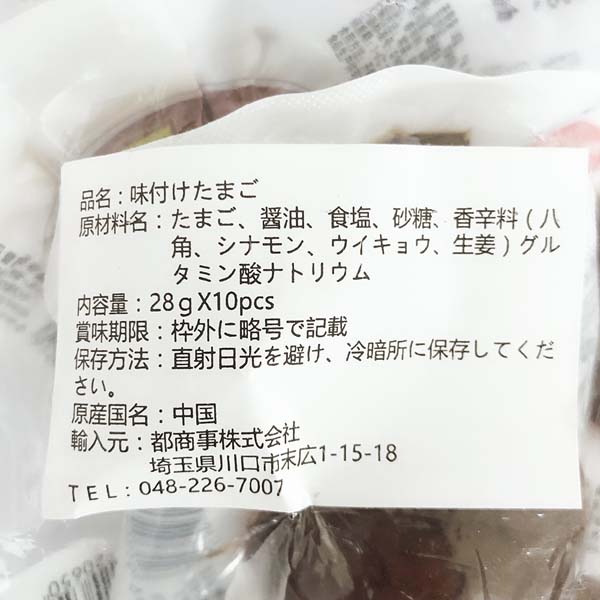 品名：味付けたまご
原材料名：たまご、醤油、食塩、砂糖、香辛料（八
角、シナモン、ウイキョウ、生姜）グル
タミン酸ナトリウム
内容量：28ｇX10pcs
賞味期限：枠外に略号で記載
保存方法：直射日光を避け、冷暗所に保存してくだ
さい。
原産国名：中国
輸入元：都商事株式会社
埼玉県川口市末広1-15-18
ＴＥＬ：048-226-7007